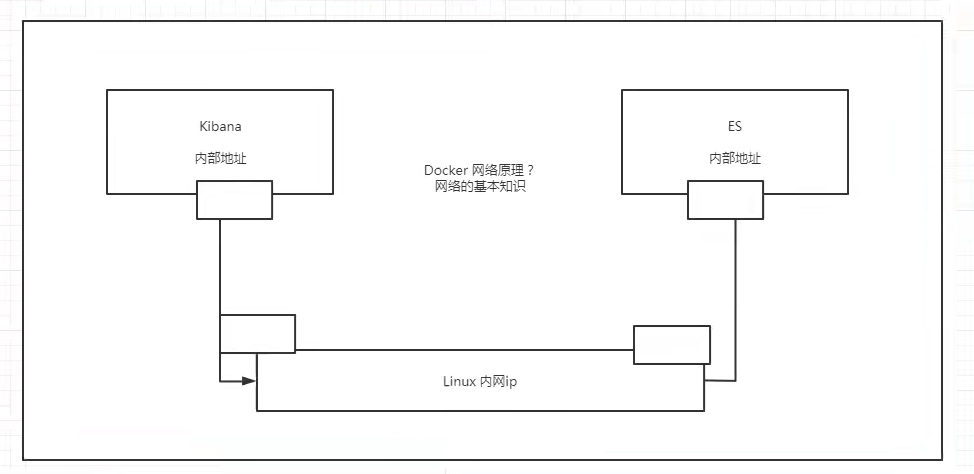 Kibana
内部地址
ES
内部地址
Docker 网络原理？
网络的基本知识
Linux 内网ip